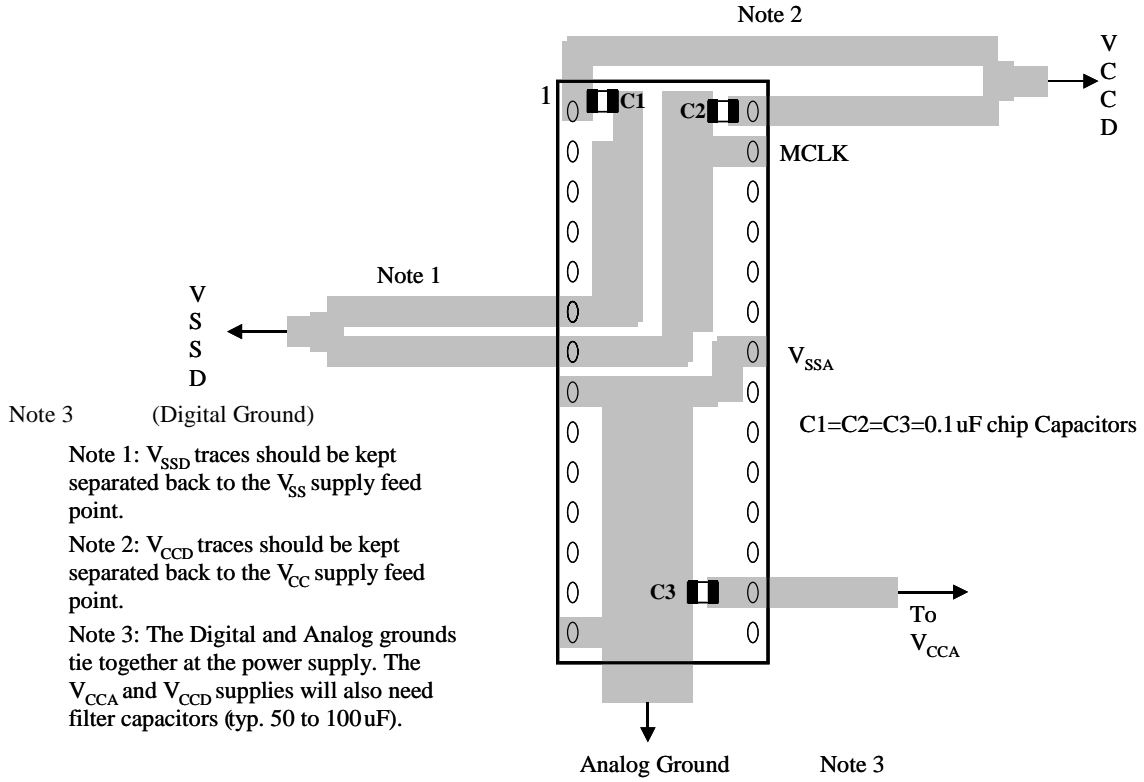 Note 2
V
C
C
D
1
C1
C2
MCLK
Note 1
V
S
S
D
VSSA
Note 3 (Digital Ground)
C1=C2=C3=0.1uF chip Capacitors
Note 1: VSSD traces should be kept
separated back to the VSS supply feed
point.
Note 2: VCCD traces should be kept
separated back to the VCC supply feed
point.
Note 3: The Digital and Analog grounds
tie together at the power supply. The
VCCA and VCCD supplies will also need
filter capacitors (typ. 50 to 100uF).
C3
To
VCCA
Analog Ground Note 3